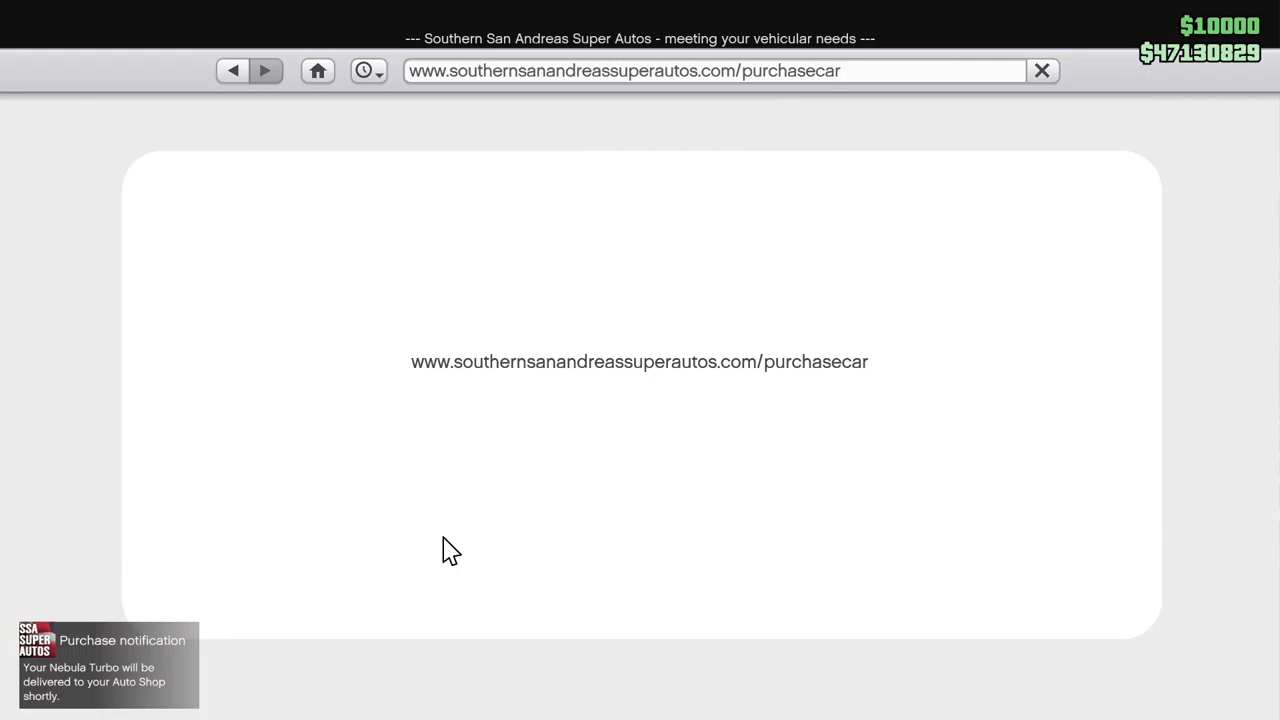 $10000
--- Southern San Andreas Super Autos - meeting your vehicular needs ---
$47130829
www.southernsanandreassuperautos.com/purchasecar
www.southernsanandreassuperautos.com/purchasecar
SSA
SUPER
AUTOS
Purchase notification
Your Nebula Turbo will be
delivered to your Auto Shop
shortly.